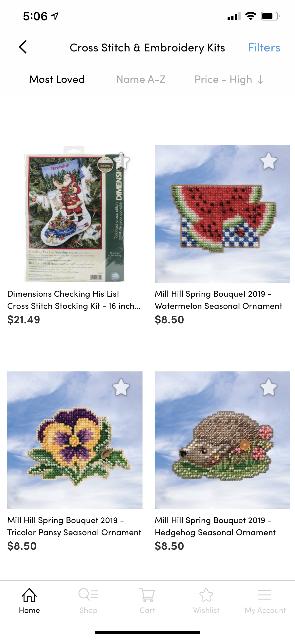 5:06
Cross Stitch & Embroidery Kits
Filters
Most Loved
Name A-Z
Price - High ↓
DIMENSIONS
Dimensions Checking His List
Cross Stitch Stocking Kit - 16 inch...
$21.49
Mill Hill Spring Bouquet 2019 -
Watermelon Seasonal Ornament
$8.50
Mill Hill Spring Bouquet 2019 -
Tricolor Pansy Seasonal Ornament
$8.50
Mill Hill Spring Bouquet 2019 -
Hedgehog Seasonal Ornament
$8.50
Home
Shop
Cart
Wishlist
My Account